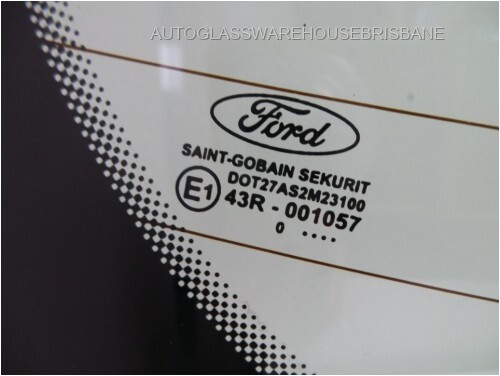 AUTOGLASSWAREHOUSEBRISBANE
Ford
SAINT-GOBAIN SEKURIT
DOT27AS2M23100
E1 43R - 001057
0 ....